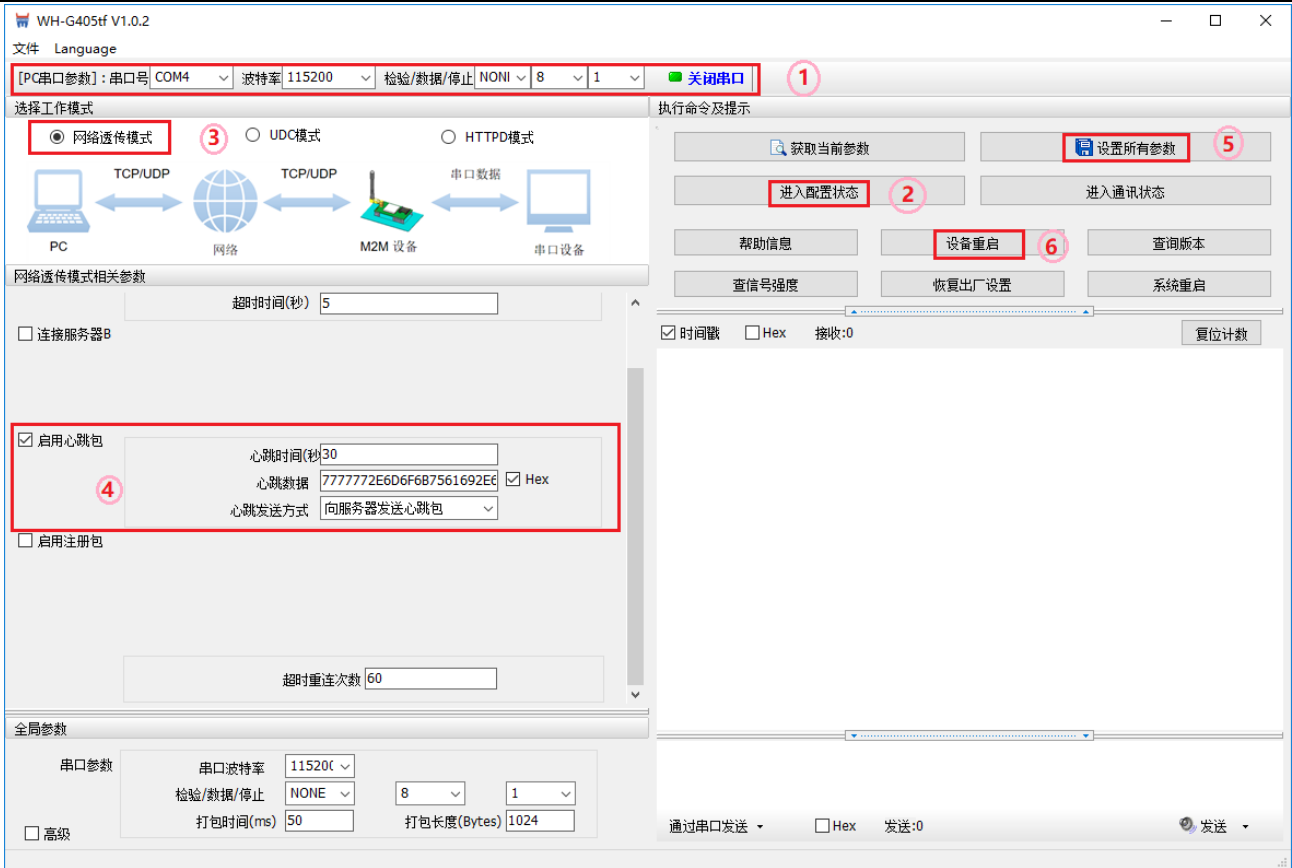 WH-G405tf V1.0.2
文件 Language
[PC串口参数]：串口号 COM4 波特率 115200 检验/数据/停止 NONI 8 1 关闭串口 1
选择工作模式
网络透传模式 3 UDC模式 HTTPD模式
TCP/UDP TCP/UDP 串口数据
PC 网络 M2M 设备 串口设备
网络透传模式相关参数
超时时间(秒) 5
连接服务器B
启用心跳包
心跳时间(秒 30
心跳数据 7777772E6D6F6B7561692E6 Hex
4
心跳发送方式 向服务器发送心跳包
启用注册包
超时重连次数 60
全局参数
串口参数 串口波特率 11520(
检验/数据/停止 NONE 8 1
打包时间(ms) 50 打包长度(Bytes) 1024
高级
执行命令及提示
获取当前参数 设置所有参数 5
进入配置状态 2 进入通讯状态
帮助信息 设备重启 6 查询版本
查信号强度 恢复出厂设置 系统重启
时间戳 Hex 接收:0 复位计数
通过串口发送 Hex 发送:0 发送